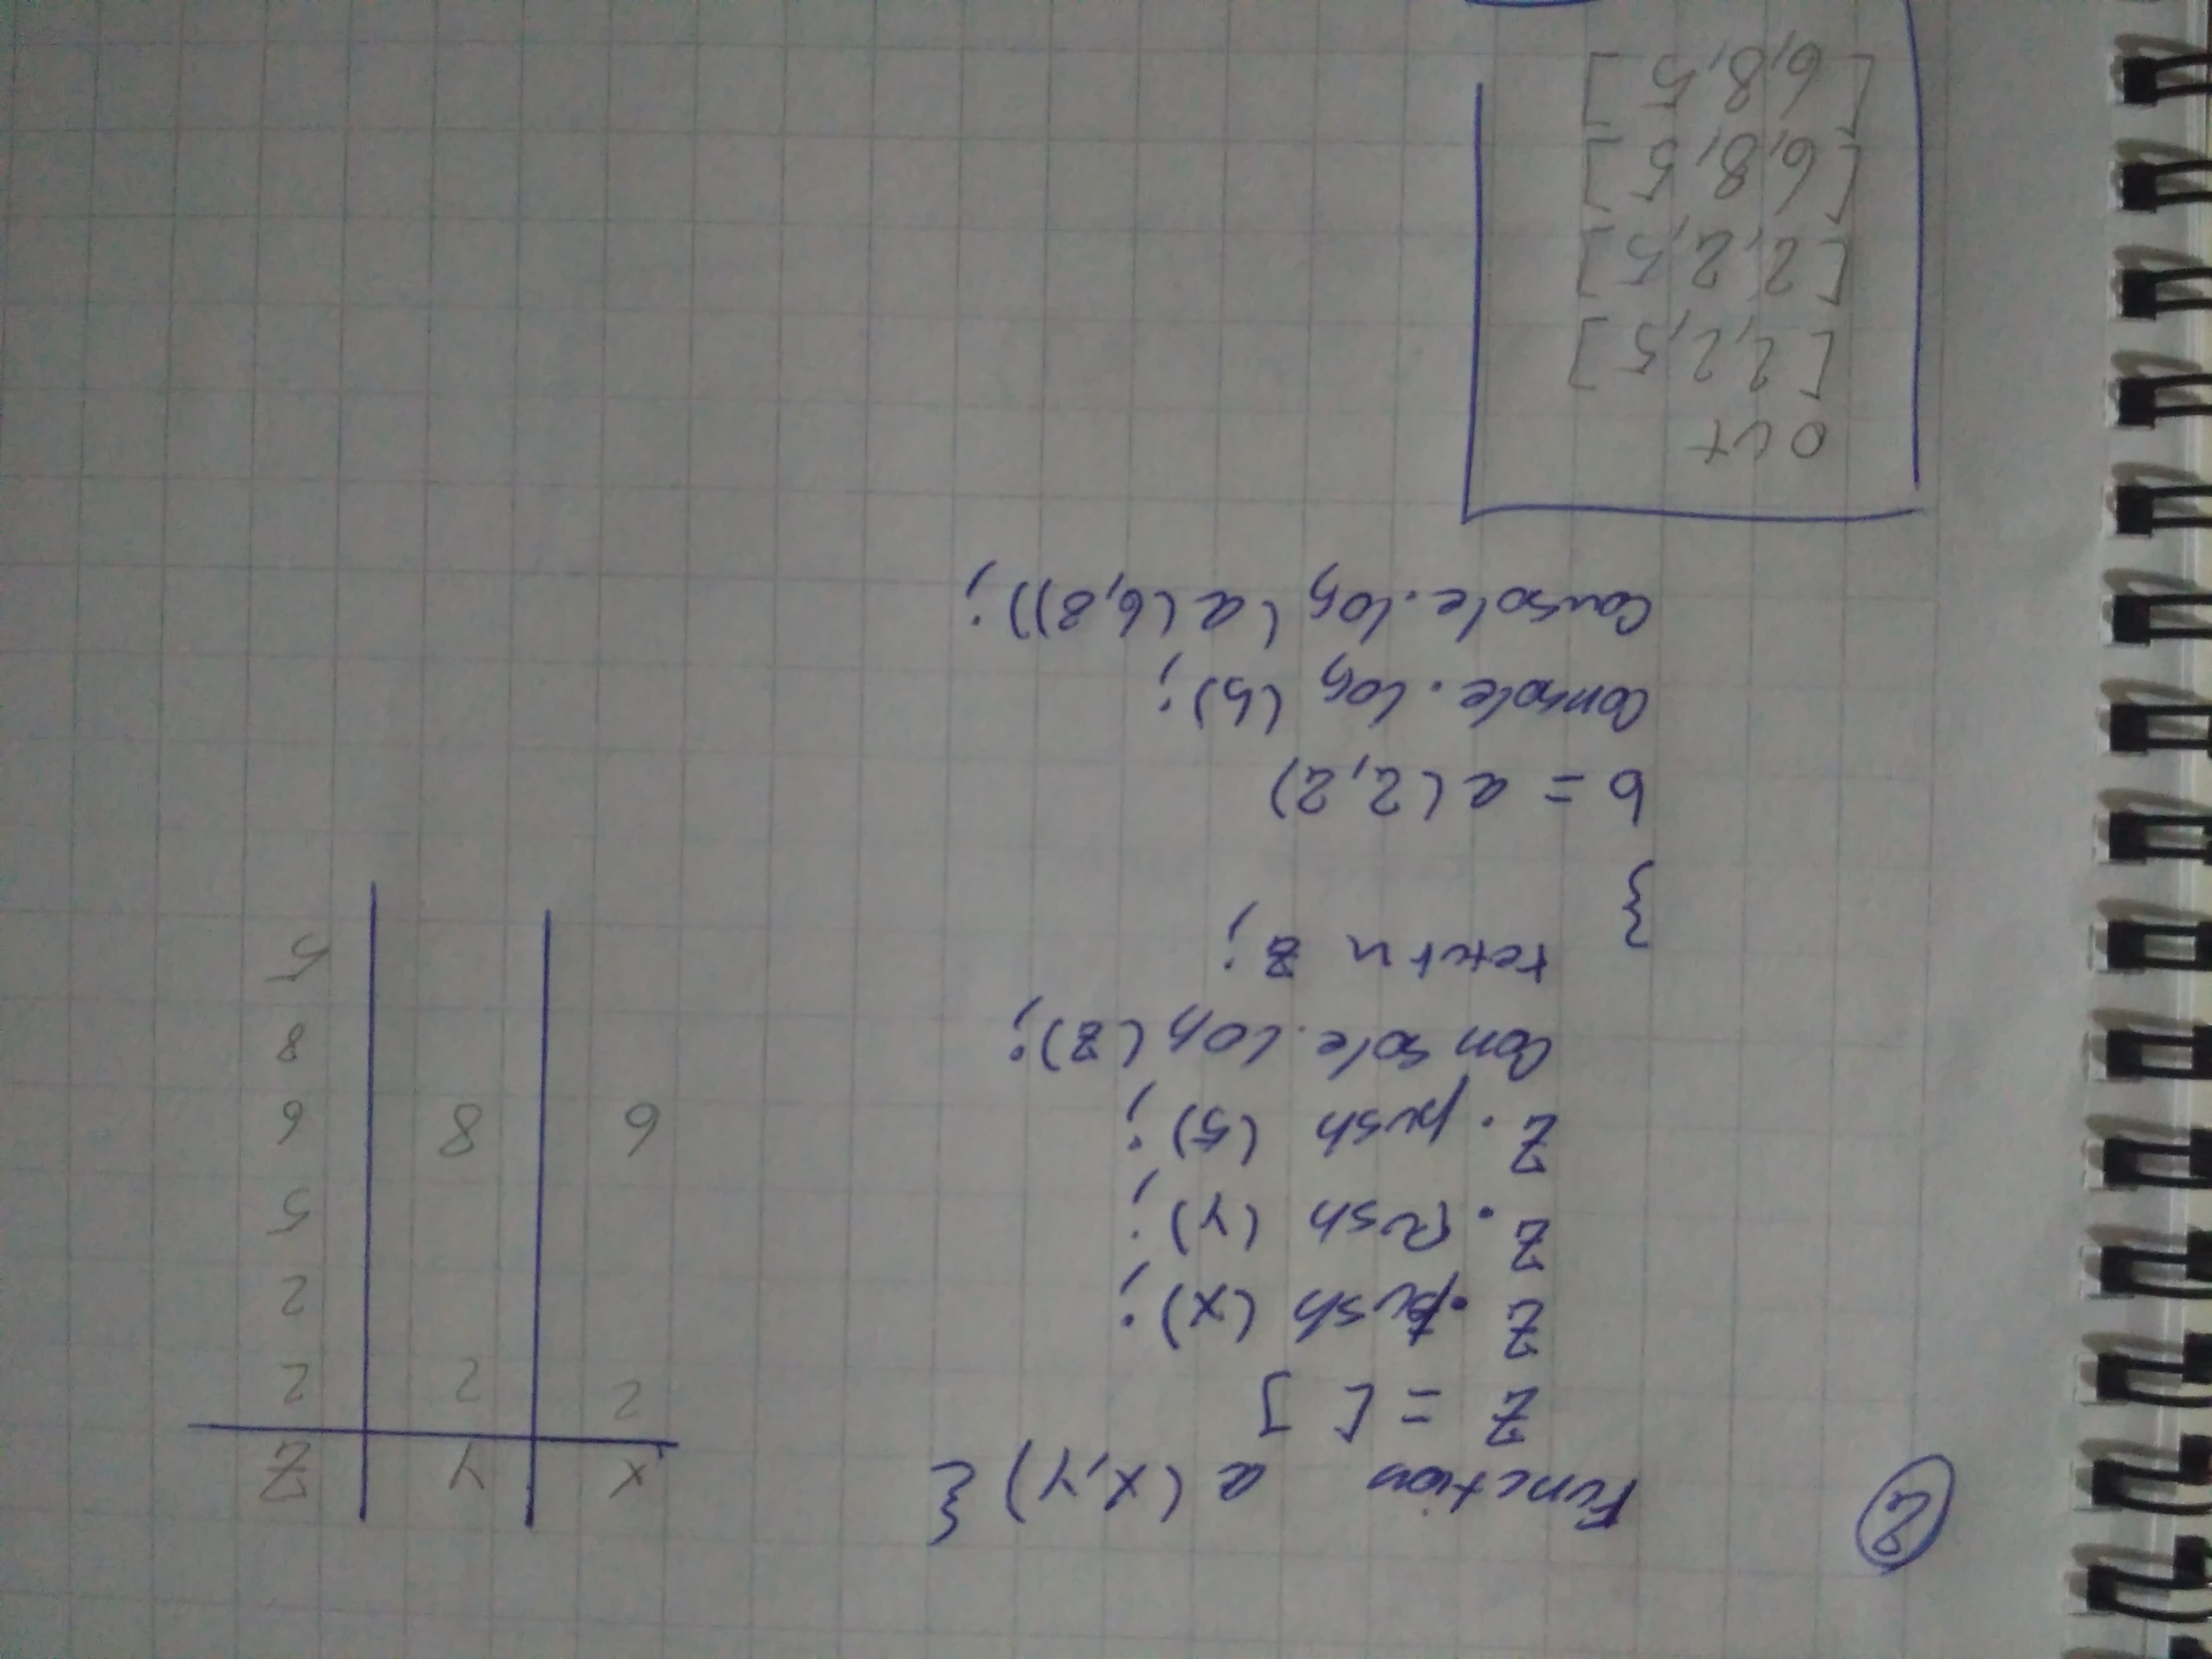 ②
Function a (x,y) {
z = [ ]
z .push (x);
z .Push (y);
z .push (5);
Console.log (z);
return z;
}
b = a (2,2)
Console.log (b);
Console.log (a (6,8));
x y z
2 2 2
2
5
6 8 6
8
5
out
[2,2,5]
[2,2,5]
[6,8,5]
[6,8,5]